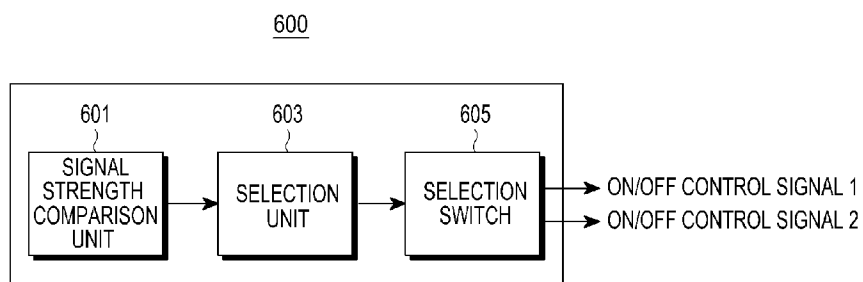 600
601
603
605
SIGNAL
STRENGTH
COMPARISON
UNIT
SELECTION
UNIT
SELECTION
SWITCH
ON/OFF CONTROL SIGNAL 1
ON/OFF CONTROL SIGNAL 2